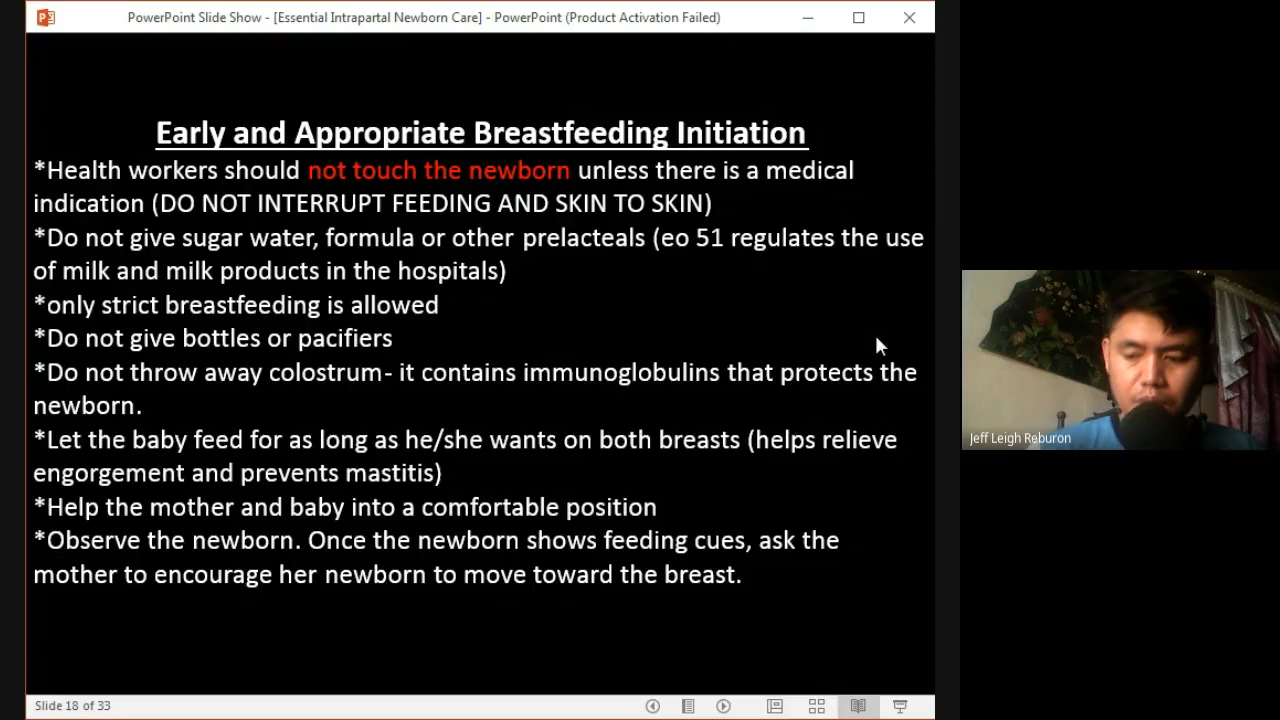 PowerPoint Slide Show - [Essential Intrapartal Newborn Care] - PowerPoint (Product Activation Failed)
Early and Appropriate Breastfeeding Initiation
*Health workers should not touch the newborn unless there is a medical
indication (DO NOT INTERRUPT FEEDING AND SKIN TO SKIN)
*Do not give sugar water, formula or other prelacteals (eo 51 regulates the use
of milk and milk products in the hospitals)
*only strict breastfeeding is allowed
*Do not give bottles or pacifiers
*Do not throw away colostrum- it contains immunoglobulins that protects the
newborn.
*Let the baby feed for as long as he/she wants on both breasts (helps relieve
engorgement and prevents mastitis)
*Help the mother and baby into a comfortable position
*Observe the newborn. Once the newborn shows feeding cues, ask the
mother to encourage her newborn to move toward the breast.
Jeff Leigh Reburon
Slide 18 of 33